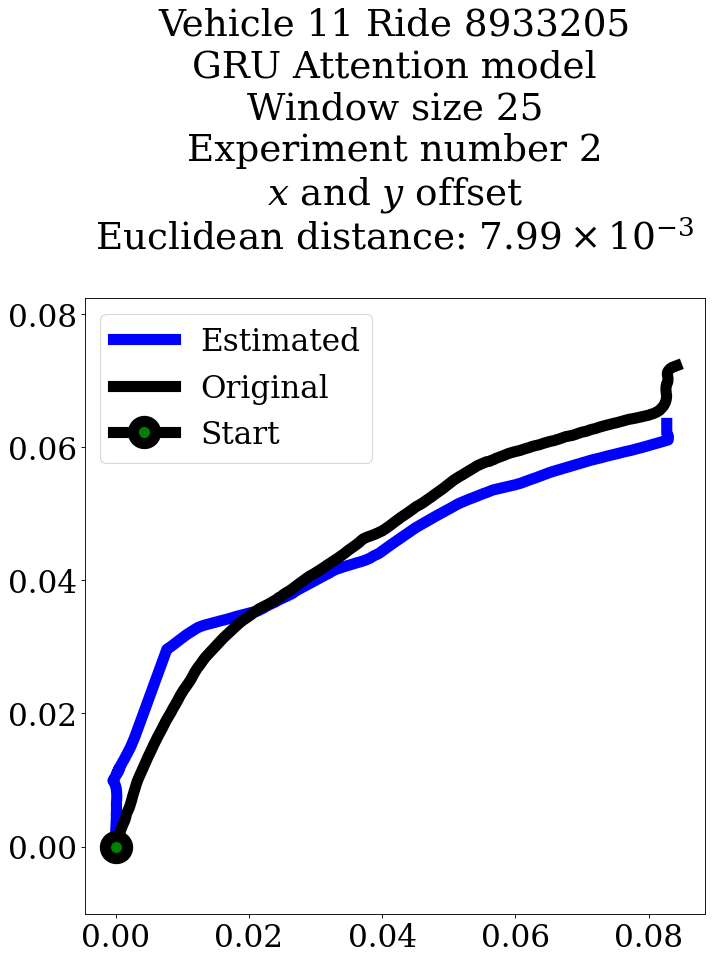 Vehicle 11 Ride 8933205
GRU Attention model
Window size 25
Experiment number 2
x and y offset
Euclidean distance: 7.99 × 10⁻³
0.08
0.06
0.04
0.02
0.00
Estimated
Original
Start
0.00 0.02 0.04 0.06 0.08